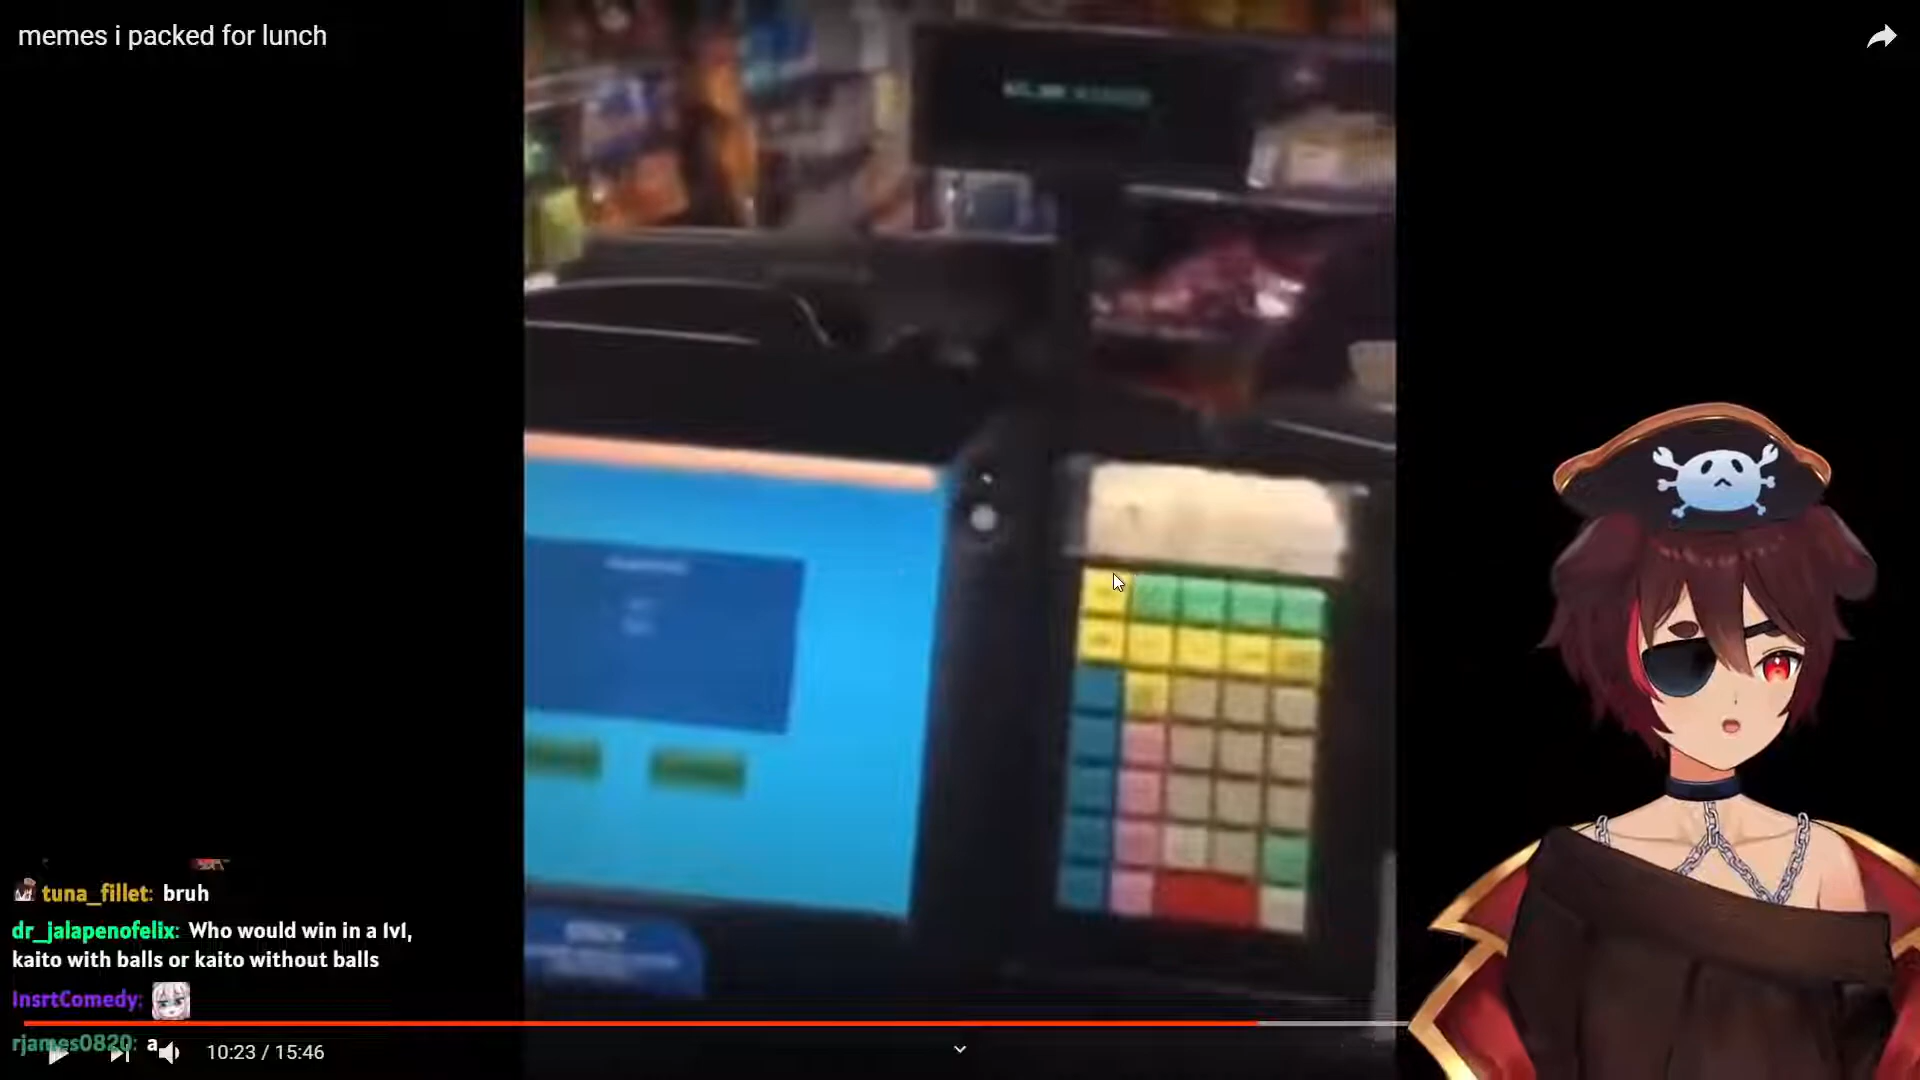 memes i packed for lunch
tuna_fillet: bruh
dr_jalapenofelix: Who would win in a 1v1,
kaito with balls or kaito without balls
InsrtComedy:
rjames0820: a
10:23 / 15:46